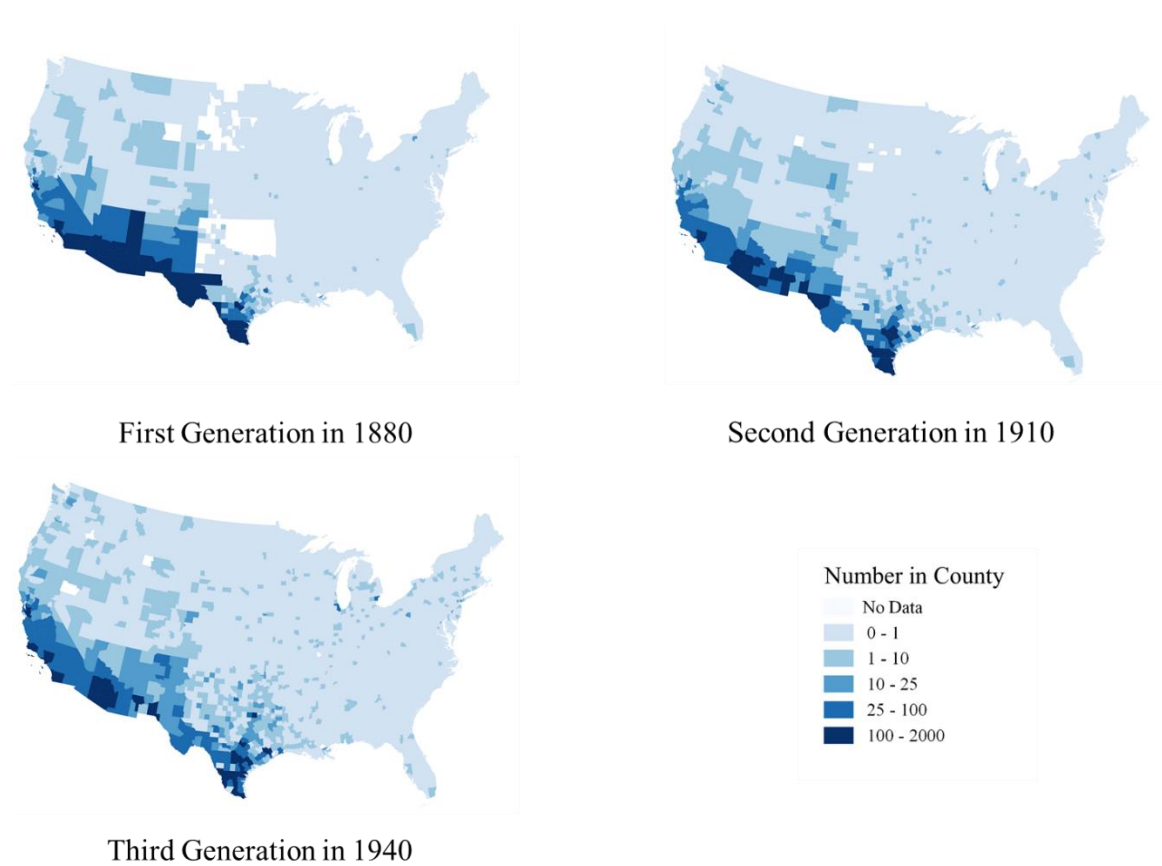 First Generation in 1880
Second Generation in 1910
Third Generation in 1940
Number in County
No Data
0 - 1
1 - 10
10 - 25
25 - 100
100 - 2000